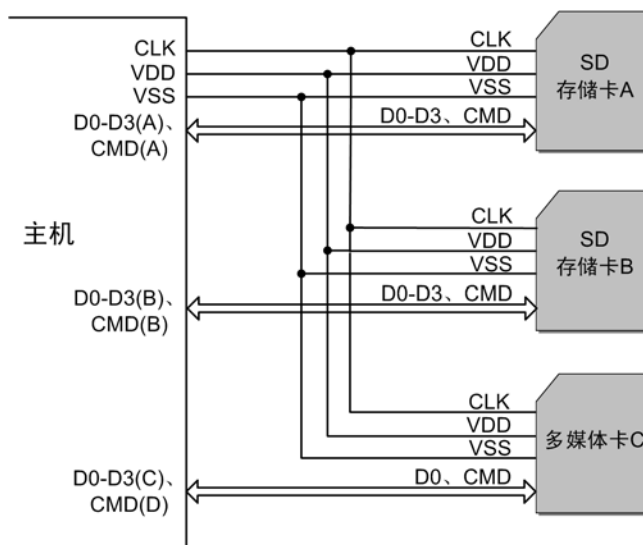 CLK
VDD
VSS
D0-D3(A)、
CMD(A)
CLK
VDD
VSS
D0-D3、CMD
SD
存储卡A
主机
D0-D3(B)、
CMD(B)
CLK
VDD
VSS
D0-D3、CMD
SD
存储卡B
D0-D3(C)、
CMD(D)
CLK
VDD
VSS
D0、CMD
多媒体卡C